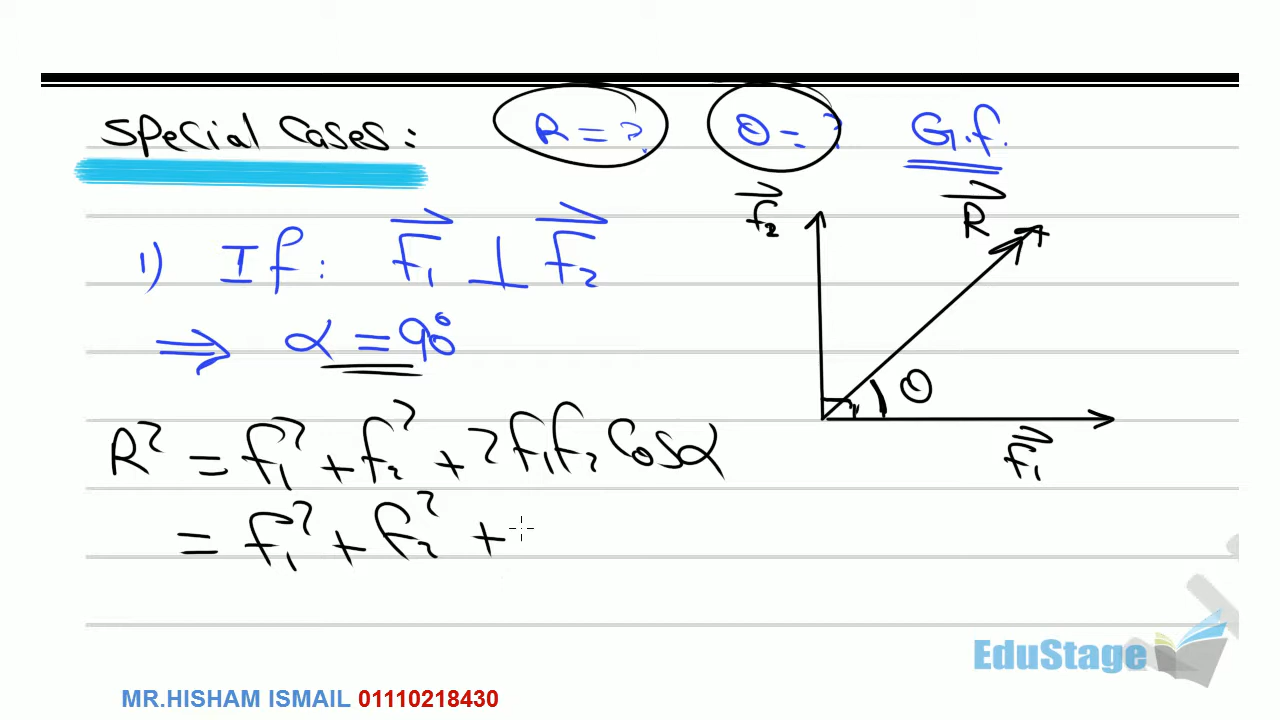 Special Cases: R = ? θ = ? G.f.
1) If: F₁ ⊥ F₂
⇒ α = 90°
f₂
R
θ
f₁
R² = f₁² + f₂² + 2f₁f₂ Cosα
= f₁² + f₂² +
EduStage
MR.HISHAM ISMAIL 01110218430